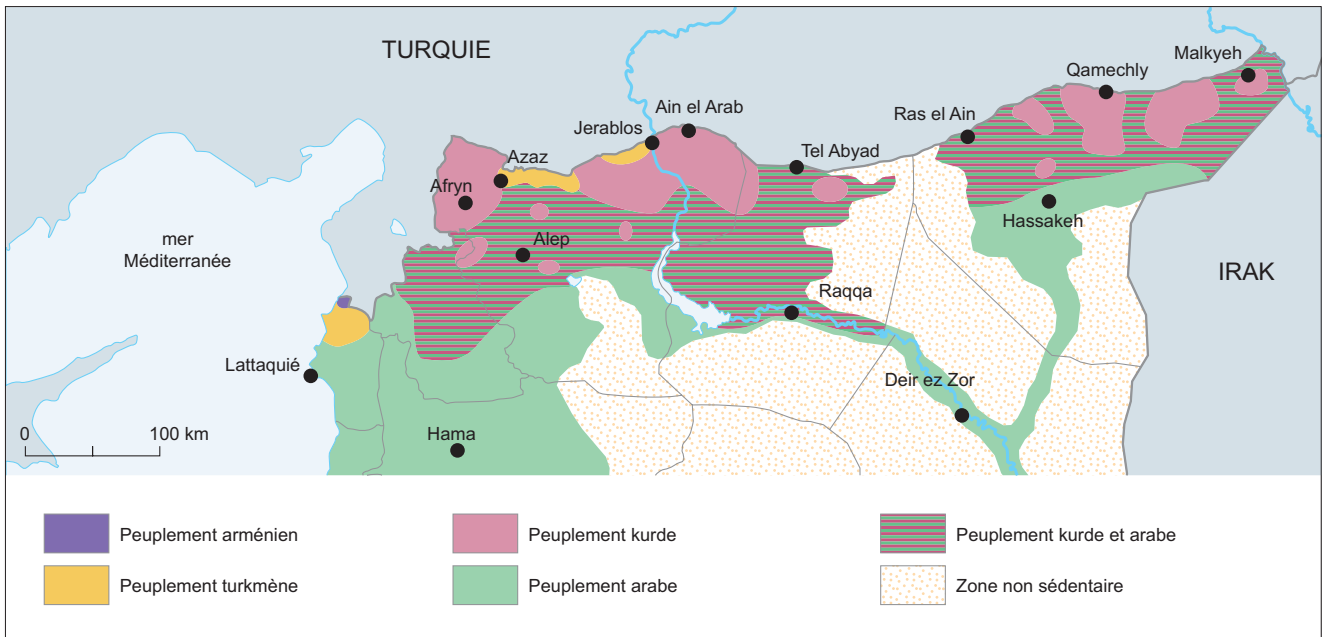 TURQUIE
Malkyeh
Qamechly
Ain el Arab
Ras el Ain
Jerablos
Azaz
Tel Abyad
Afryn
Hassakeh
mer
Méditerranée
Alep
IRAK
Raqqa
Lattaquié
Deir ez Zor
0 100 km
Hama
Peuplement arménien
Peuplement kurde
Peuplement kurde et arabe
Peuplement turkmène
Peuplement arabe
Zone non sédentaire